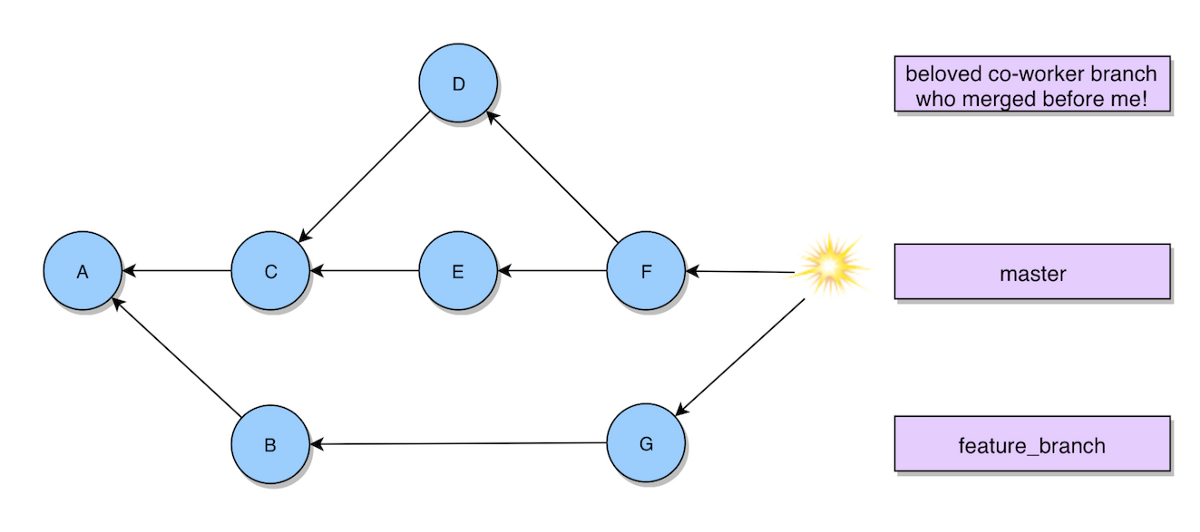 D
beloved co-worker branch
who merged before me!
A
C
E
F
master
B
G
feature_branch